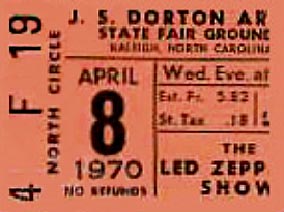 4 F 19
NORTH CIRCLE
J. S. DORTON AR
STATE FAIR GROUND
RALEIGH, NORTH CAROLINA
APRIL
8
1970
NO REFUNDS
Wed. Eve. at
Est. Pr. 5.82
St. Tax .18
THE
LED ZEPP
SHOW